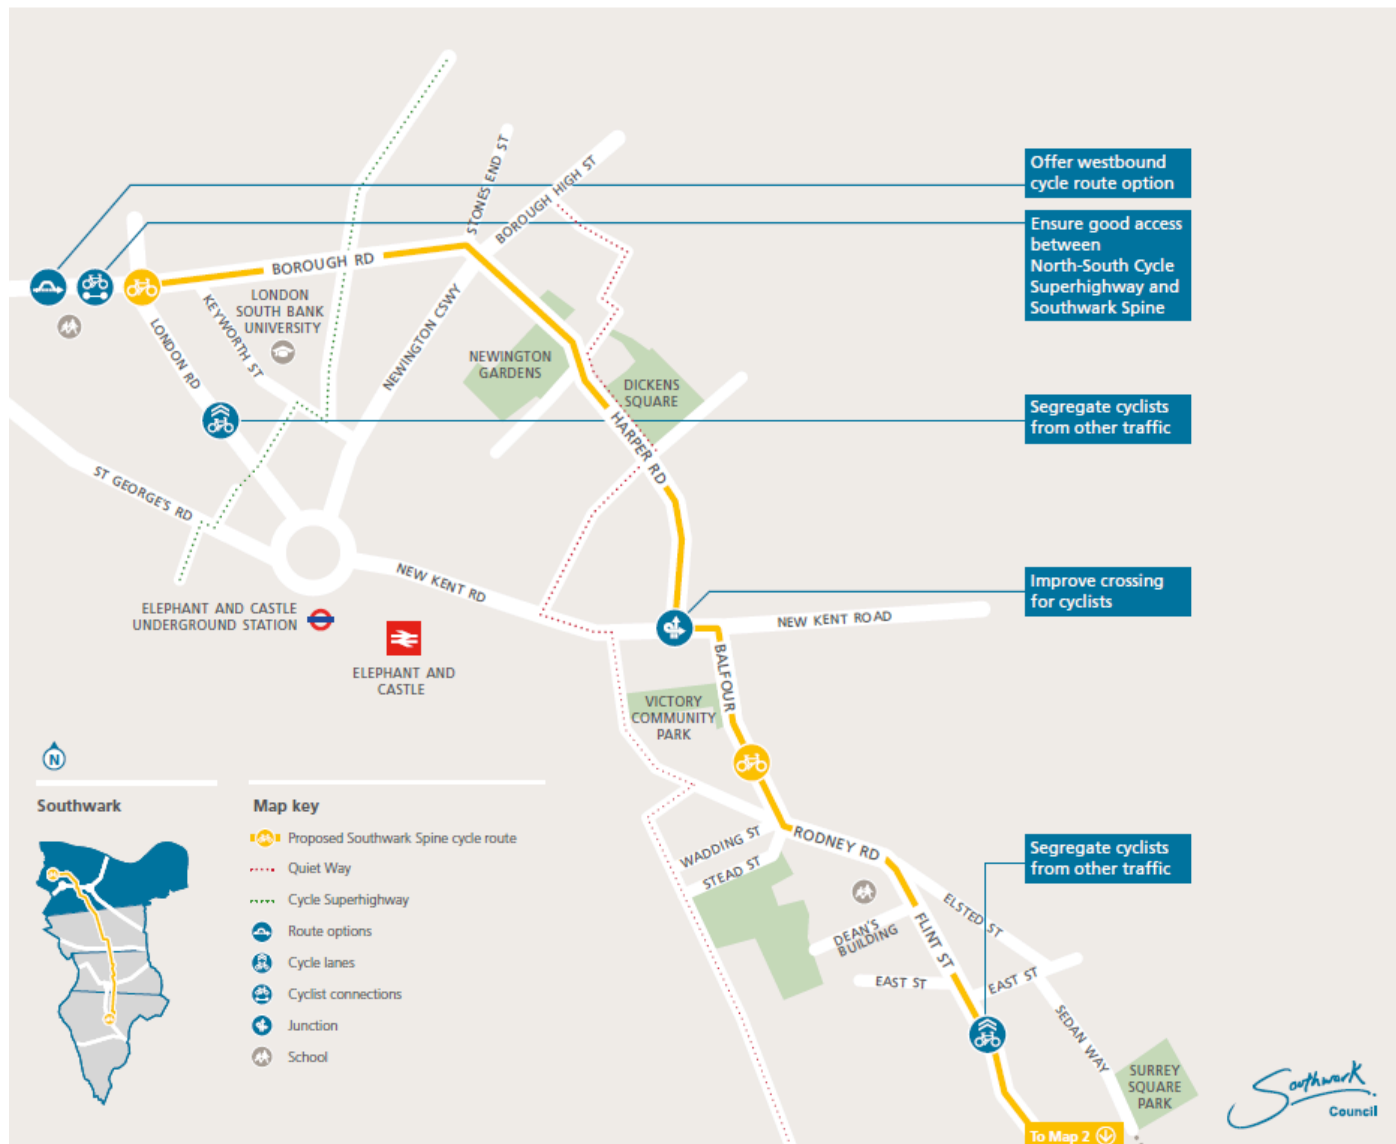 Offer westbound
cycle route option
Ensure good access
between
North-South Cycle
Superhighway and
Southwark Spine
Segregate cyclists
from other traffic
Improve crossing
for cyclists
Segregate cyclists
from other traffic
STONES END ST
BOROUGH HIGH ST
BOROUGH RD
LONDON
SOUTH BANK
UNIVERSITY
KEYWORTH ST
LONDON RD
NEWINGTON CSWY
NEWINGTON
GARDENS
DICKENS
SQUARE
HARPER RD
ST GEORGE'S RD
NEW KENT RD
ELEPHANT AND CASTLE
UNDERGROUND STATION
ELEPHANT AND
CASTLE
NEW KENT ROAD
BALFOUR
VICTORY
COMMUNITY
PARK
WADDING ST
STEAD ST
RODNEY RD
DEAN'S
BUILDING
FLINT ST
ELSTED ST
EAST ST
EAST ST
SEDAN WAY
SURREY
SQUARE
PARK
To Map 2
N
Southwark
Map key
Proposed Southwark Spine cycle route
Quiet Way
Cycle Superhighway
Route options
Cycle lanes
Cyclist connections
Junction
School
Southwark
Council